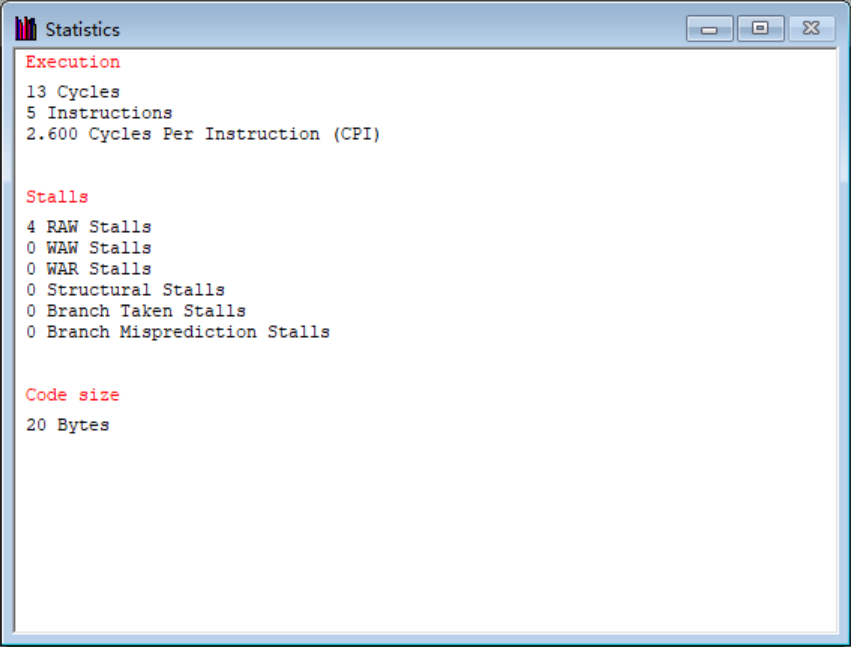 Statistics
Execution
13 Cycles
5 Instructions
2.600 Cycles Per Instruction (CPI)
Stalls
4 RAW Stalls
0 WAW Stalls
0 WAR Stalls
0 Structural Stalls
0 Branch Taken Stalls
0 Branch Misprediction Stalls
Code size
20 Bytes